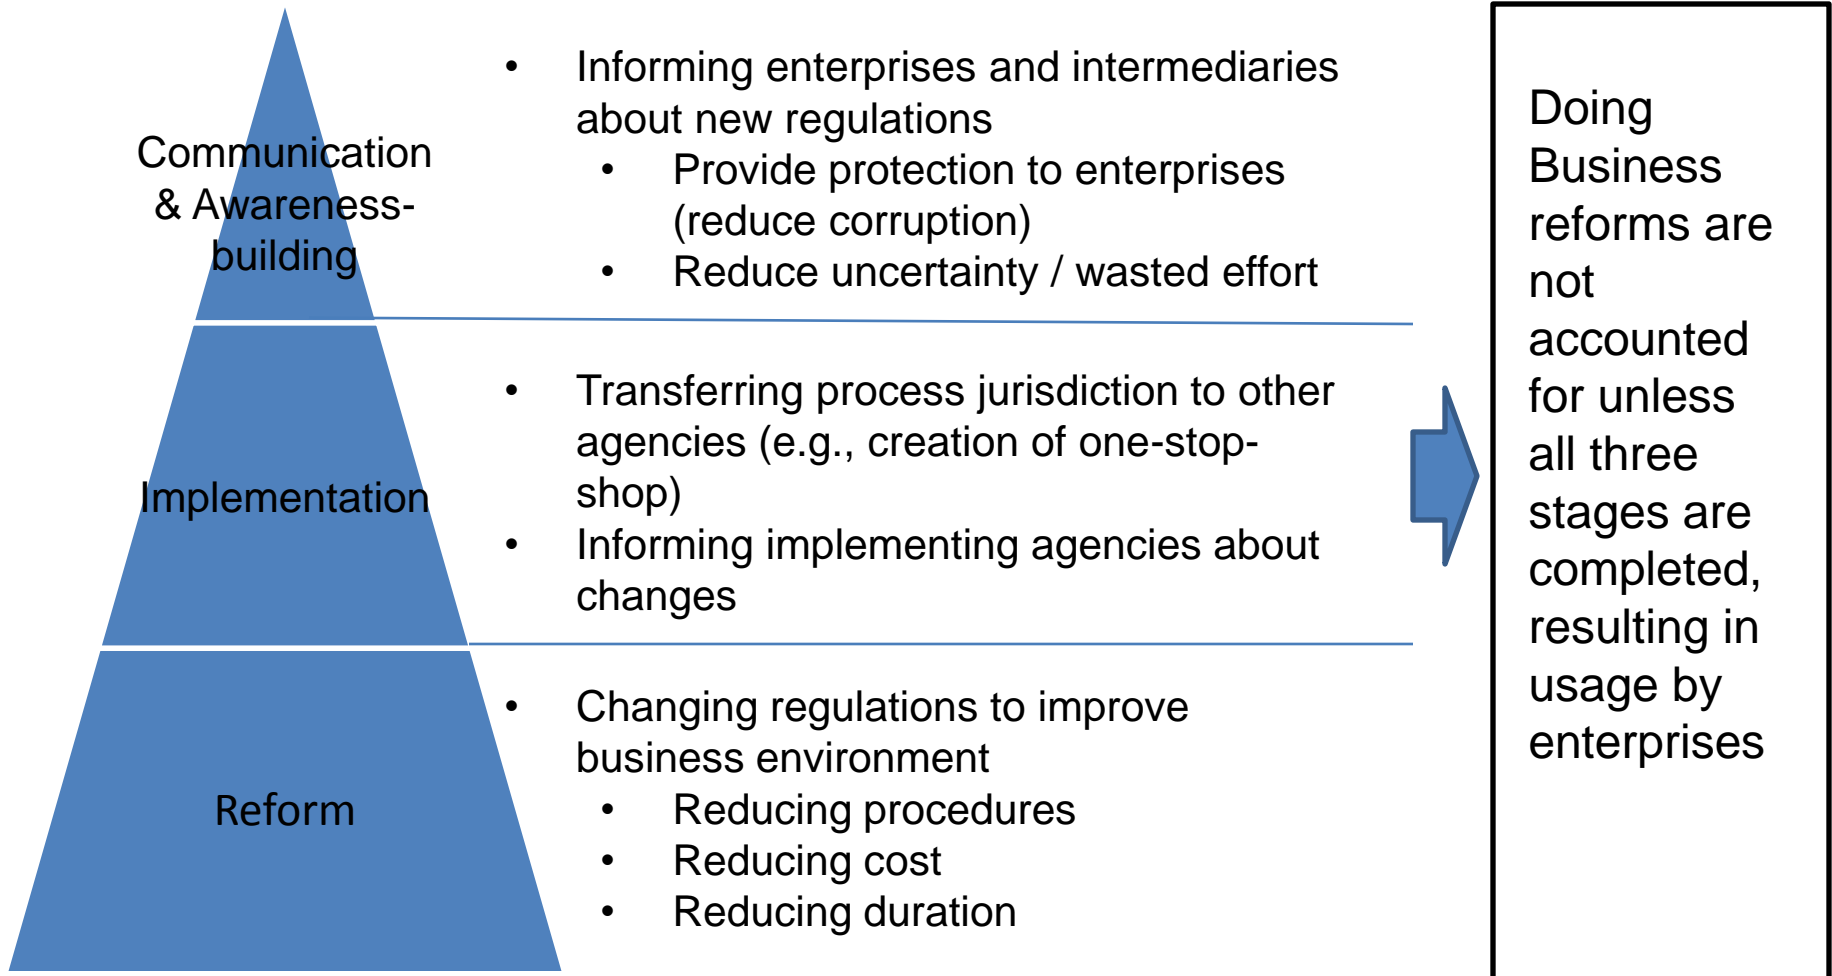 Communication
& Awareness-
building
• Informing enterprises and intermediaries
about new regulations
• Provide protection to enterprises
(reduce corruption)
• Reduce uncertainty / wasted effort
Implementation
• Transferring process jurisdiction to other
agencies (e.g., creation of one-stop-
shop)
• Informing implementing agencies about
changes
Reform
• Changing regulations to improve
business environment
• Reducing procedures
• Reducing cost
• Reducing duration
Doing
Business
reforms are
not
accounted
for unless
all three
stages are
completed,
resulting in
usage by
enterprises